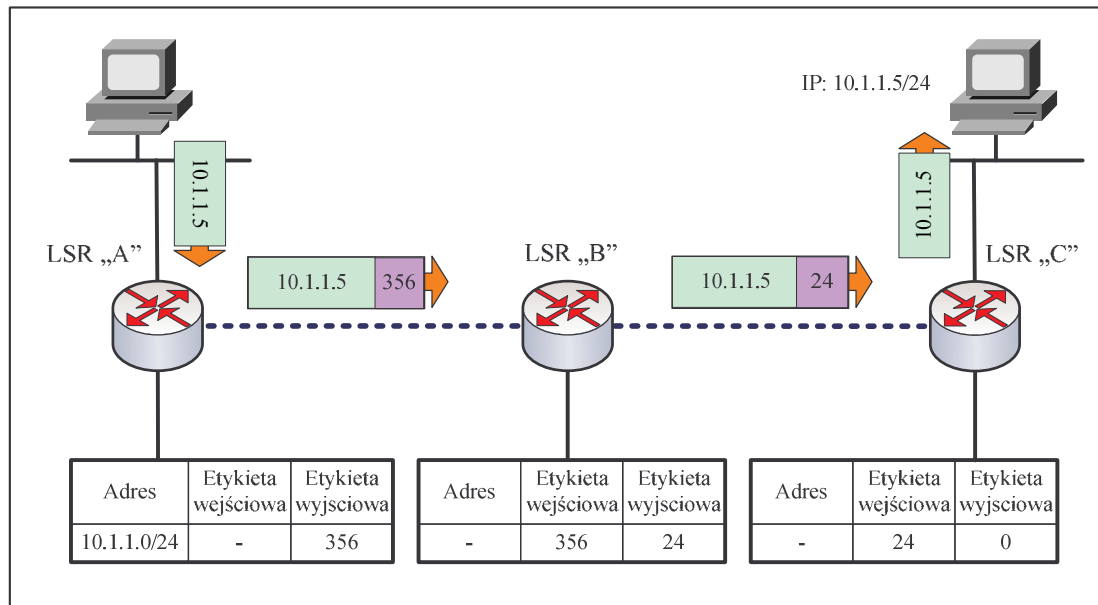 IP: 10.1.1.5/24
10.1.1.5
10.1.1.5
LSR „A”
LSR „B”
LSR „C”
10.1.1.5 356
10.1.1.5 24
Adres Etykieta wejściowa Etykieta wyjsciowa
10.1.1.0/24 - 356
Adres Etykieta wejściowa Etykieta wyjsciowa
- 356 24
Adres Etykieta wejściowa Etykieta wyjsciowa
- 24 0